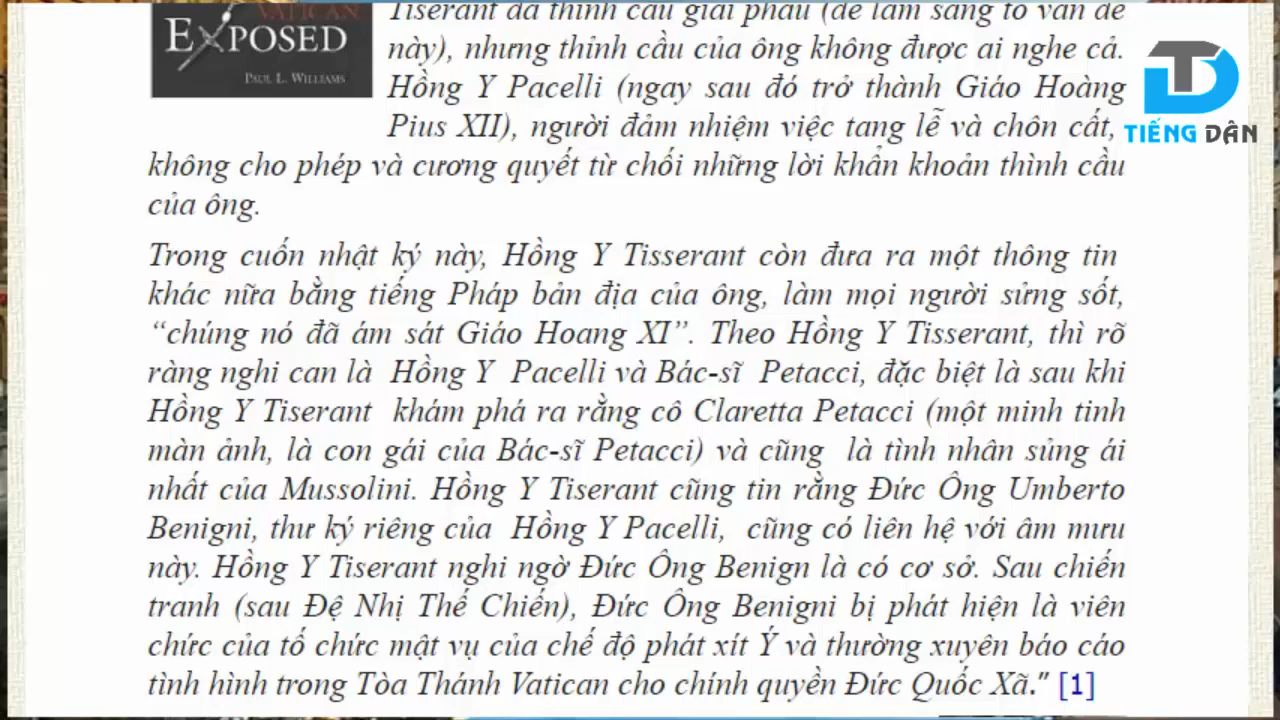 VATICAN
EXPOSED
PAUL L. WILLIAMS
Tiserant đã thỉnh cầu giải phẫu (để làm sáng tỏ vấn đề
này), nhưng thỉnh cầu của ông không được ai nghe cả.
Hồng Y Pacelli (ngay sau đó trở thành Giáo Hoàng
Pius XII), người đảm nhiệm việc tang lễ và chôn cất,
không cho phép và cương quyết từ chối những lời khẩn khoản thình cầu
của ông.
Trong cuốn nhật ký này, Hồng Y Tisserant còn đưa ra một thông tin
khác nữa bằng tiếng Pháp bản địa của ông, làm mọi người sửng sốt,
“chúng nó đã ám sát Giáo Hoang XI”. Theo Hồng Y Tisserant, thì rõ
ràng nghi can là Hồng Y Pacelli và Bác-sĩ Petacci, đặc biệt là sau khi
Hồng Y Tiserant khám phá ra rằng cô Claretta Petacci (một minh tinh
màn ảnh, là con gái của Bác-sĩ Petacci) và cũng là tình nhân sủng ái
nhất của Mussolini. Hồng Y Tiserant cũng tin rằng Đức Ông Umberto
Benigni, thư ký riêng của Hồng Y Pacelli, cũng có liên hệ với âm mưu
này. Hồng Y Tiserant nghi ngờ Đức Ông Benign là có cơ sở. Sau chiến
tranh (sau Đệ Nhị Thế Chiến), Đức Ông Benigni bị phát hiện là viên
chức của tổ chức mật vụ của chế độ phát xít Ý và thường xuyên báo cáo
tình hình trong Tòa Thánh Vatican cho chính quyền Đức Quốc Xã." [1]
TD
TIẾNG DÂN